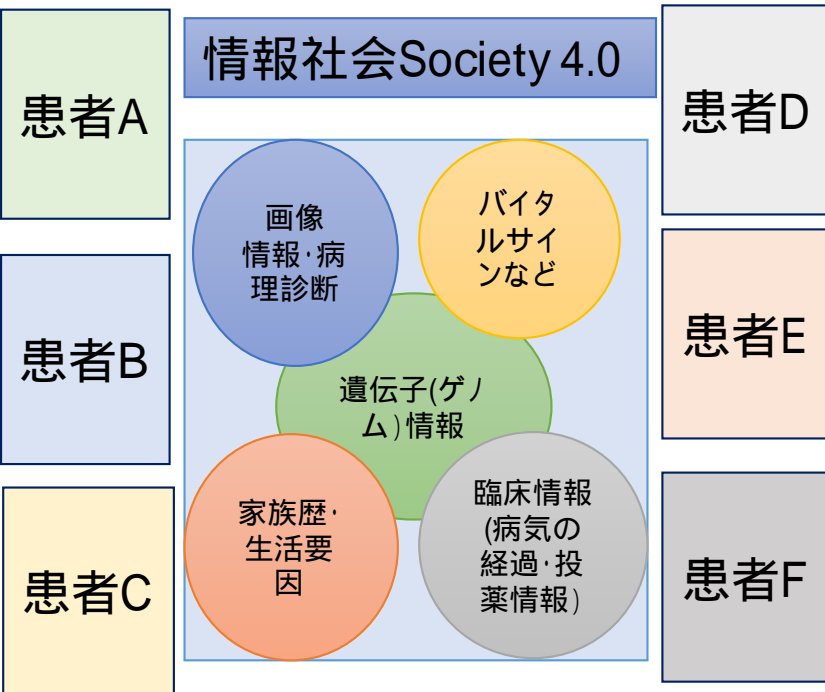 情報社会Society 4.0
患者A
患者B
患者C
画像
情報・病
理診断
バイタ
ルサイ
ンなど
遺伝子(ゲノ
ム)情報
家族歴・
生活要
因
臨床情報
(病気の
経過・投
薬情報)
患者D
患者E
患者F